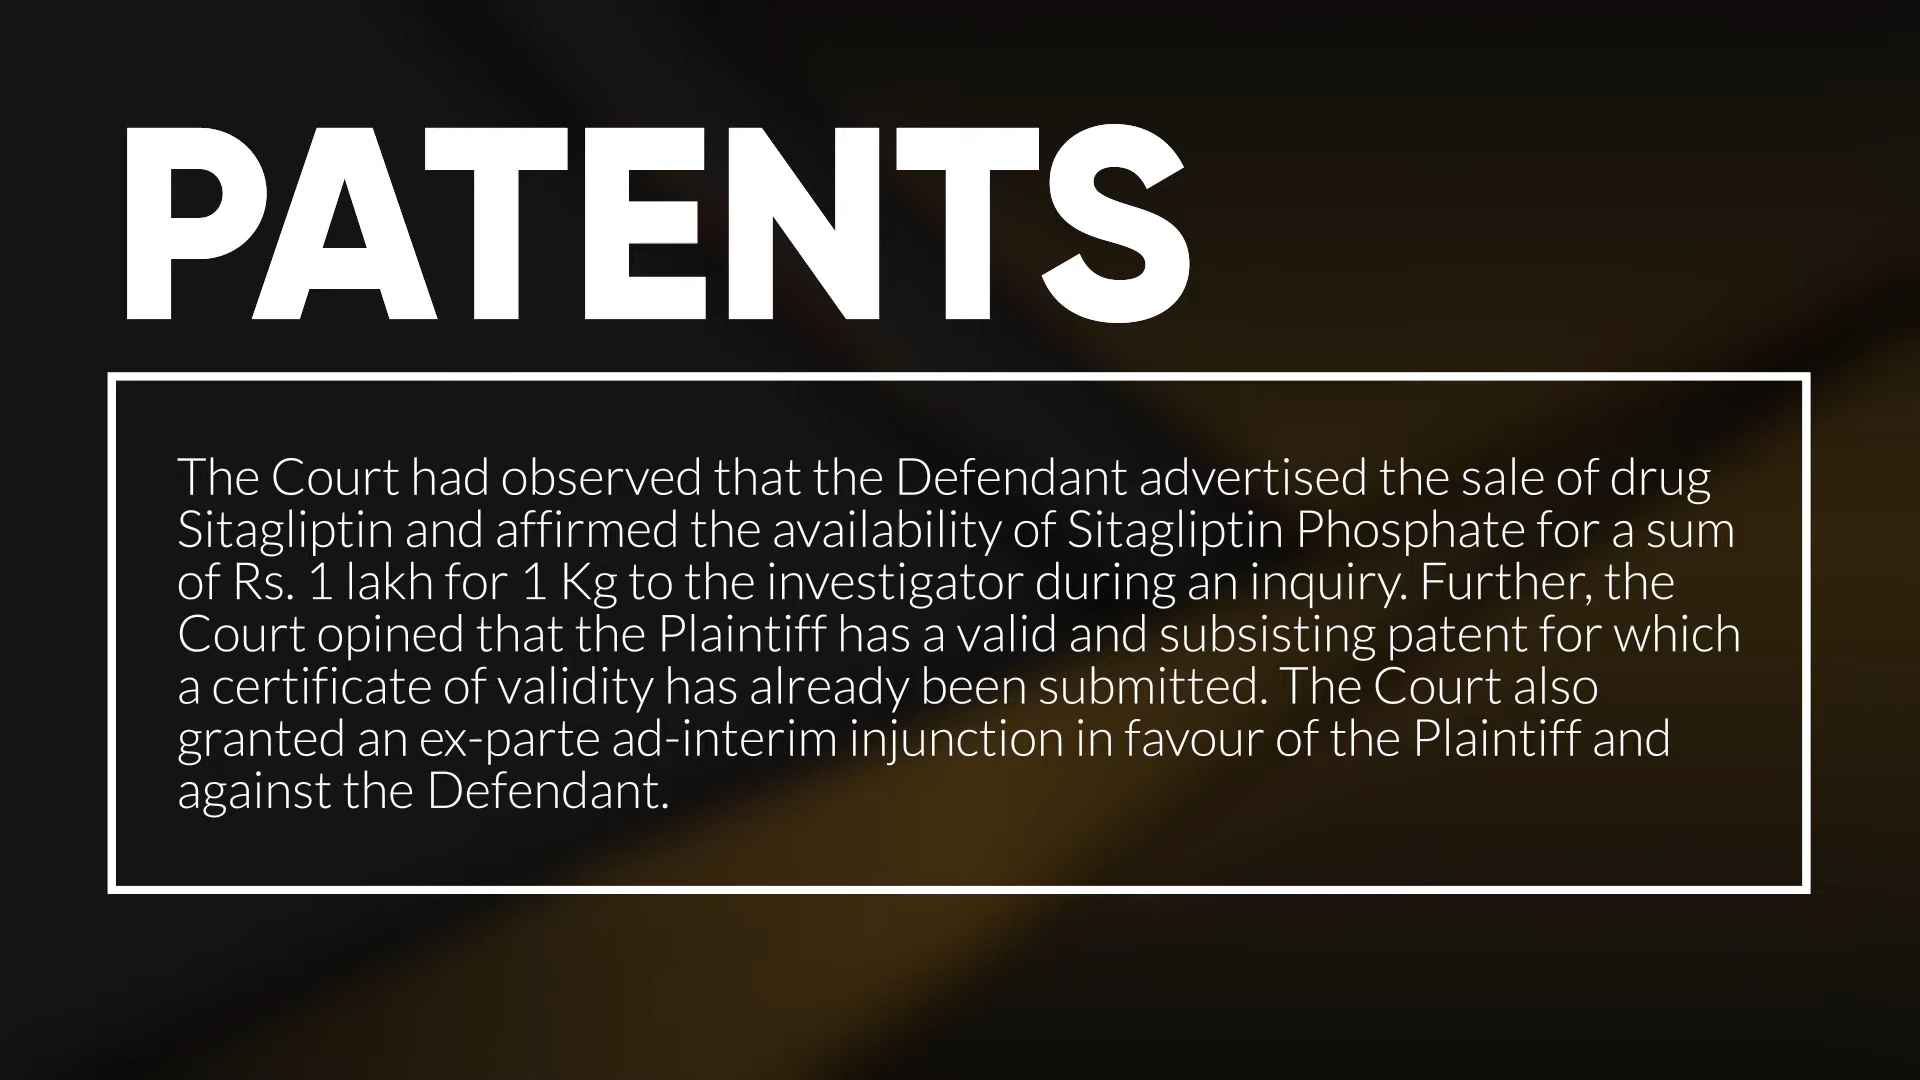 PATENTS
The Court had observed that the Defendant advertised the sale of drug
Sitagliptin and affirmed the availability of Sitagliptin Phosphate for a sum
of Rs. 1 lakh for 1 Kg to the investigator during an inquiry. Further, the
Court opined that the Plaintiff has a valid and subsisting patent for which
a certificate of validity has already been submitted. The Court also
granted an ex-parte ad-interim injunction in favour of the Plaintiff and
against the Defendant.